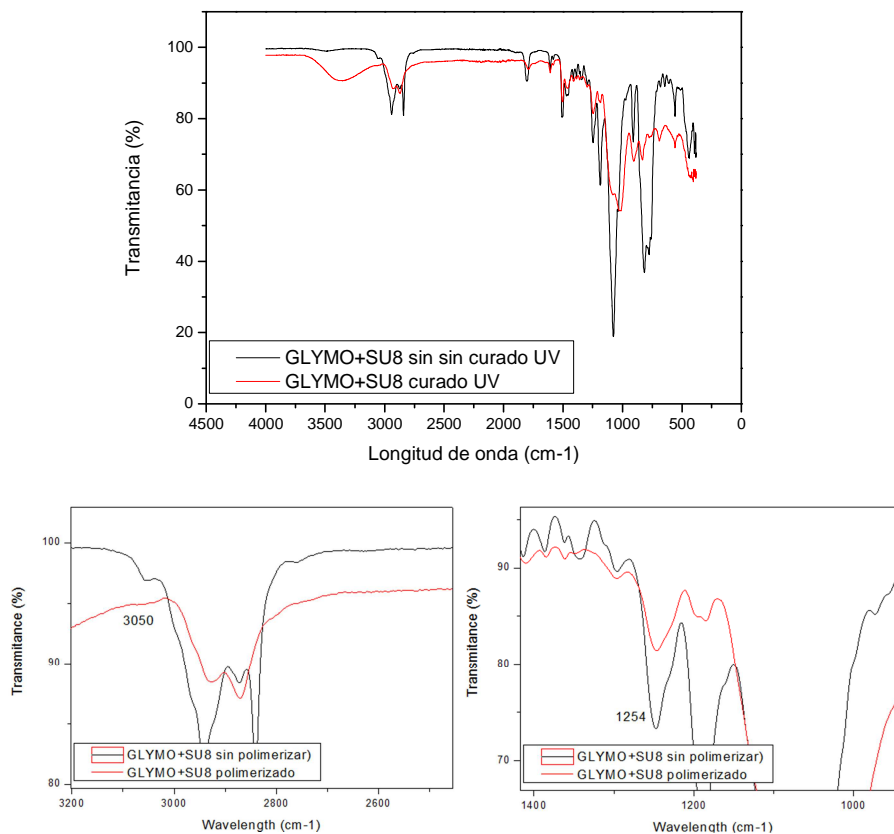 100
80
60
40
20
0
Transmitancia (%)
GLYMO+SU8 sin sin curado UV
GLYMO+SU8 curado UV
4500 4000 3500 3000 2500 2000 1500 1000 500 0
Longitud de onda (cm-1)
100
90
80
Transmitance (%)
3050
GLYMO+SU8 sin polimerizar)
GLYMO+SU8 polimerizado
3200 3000 2800 2600
Wavelength (cm-1)
90
80
70
Transmitance (%)
1254
GLYMO+SU8 sin polimerizar)
GLYMO+SU8 polimerizado
1400 1200 1000
Wavelength (cm-1)